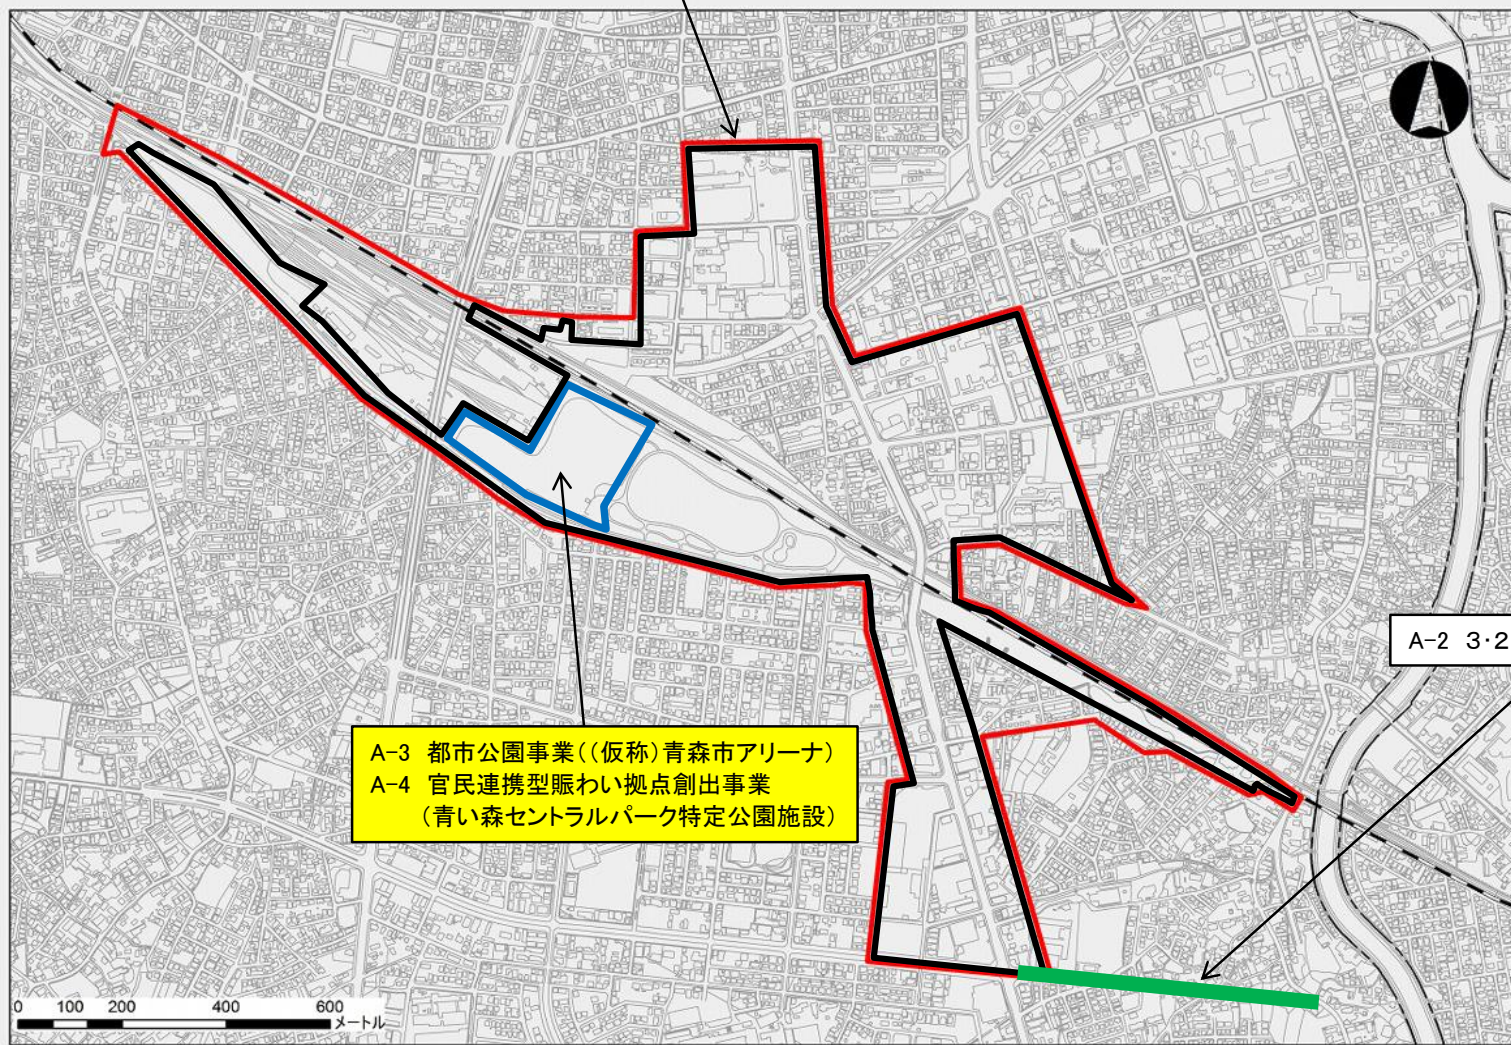 A-2 3・2
A-3 都市公園事業((仮称)青森市アリーナ)
A-4 官民連携型賑わい拠点創出事業
(青い森セントラルパーク特定公園施設)
0 100 200 400 600
メートル